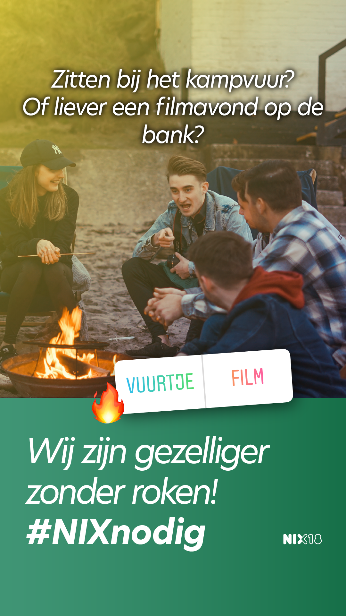 Zitten bij het kampvuur?
Of liever een filmavond op de
bank?
VUURTJE
FILM
Wij zijn gezelliger
zonder roken!
#NIXnodig
NIX18